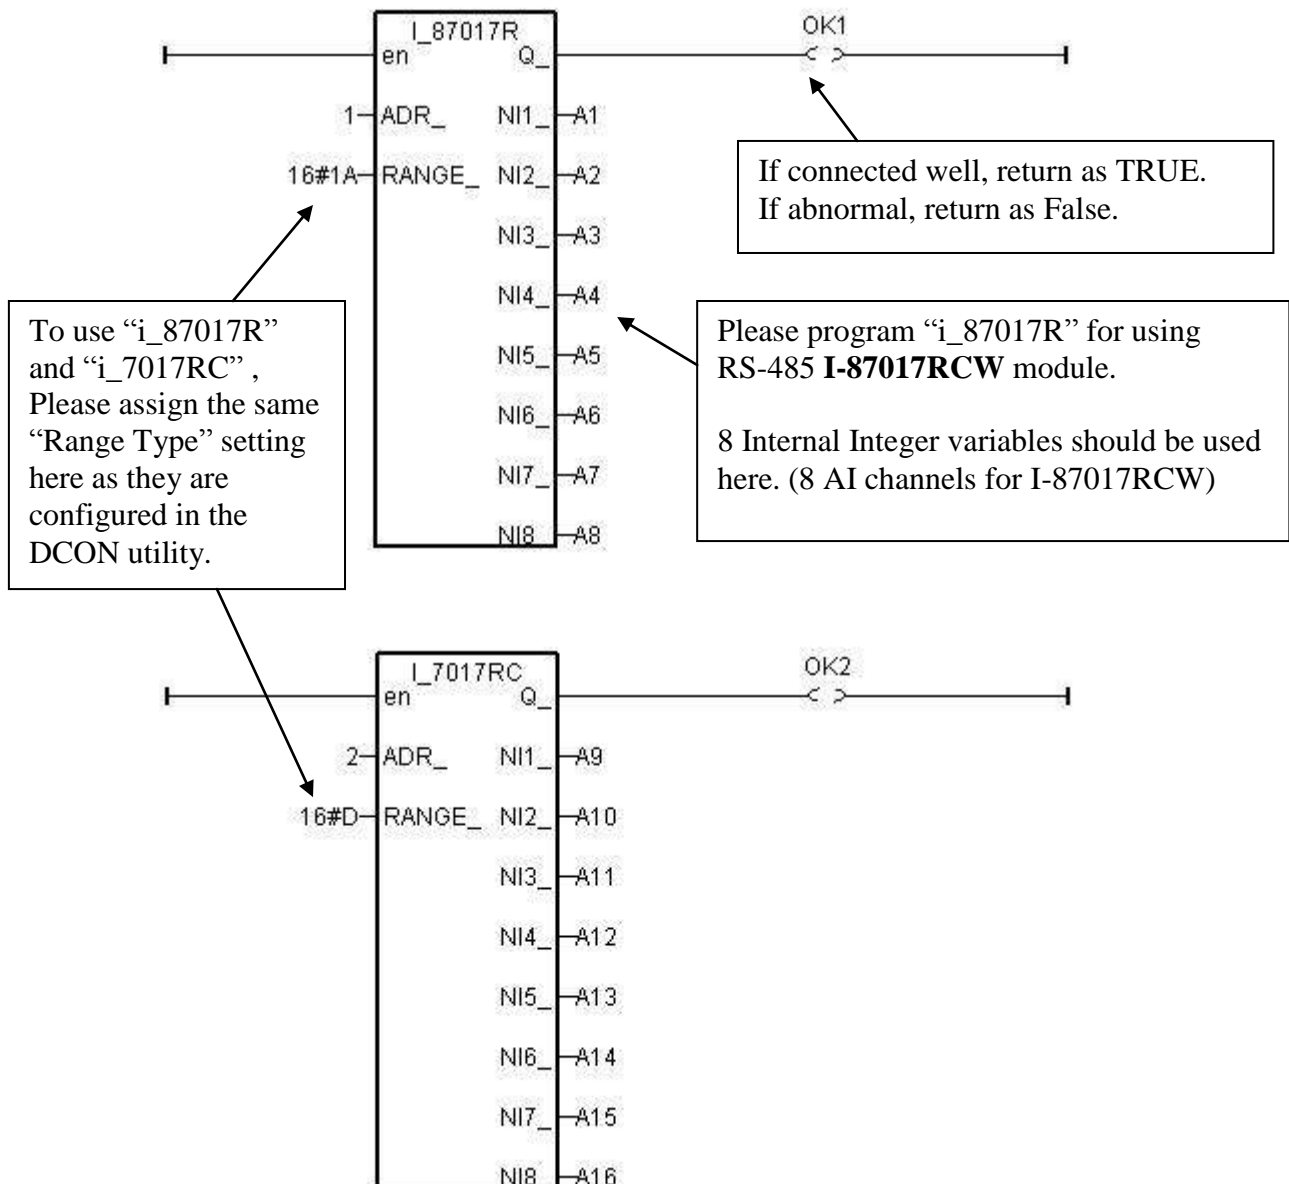 I_87017R
en Q_
OK1
1 ADR_ NI1_ A1
16#1A RANGE_ NI2_ A2
NI3_ A3
NI4_ A4
NI5_ A5
NI6_ A6
NI7_ A7
NI8 A8
If connected well, return as TRUE.
If abnormal, return as False.
To use “i_87017R”
and “i_7017RC” ,
Please assign the same
“Range Type” setting
here as they are
configured in the
DCON utility.
Please program “i_87017R” for using
RS-485 I-87017RCW module.
8 Internal Integer variables should be used
here. (8 AI channels for I-87017RCW)
I_7017RC
en Q_
OK2
2 ADR_ NI1_ A9
16#D RANGE_ NI2_ A10
NI3_ A11
NI4_ A12
NI5_ A13
NI6_ A14
NI7_ A15
NI8 A16